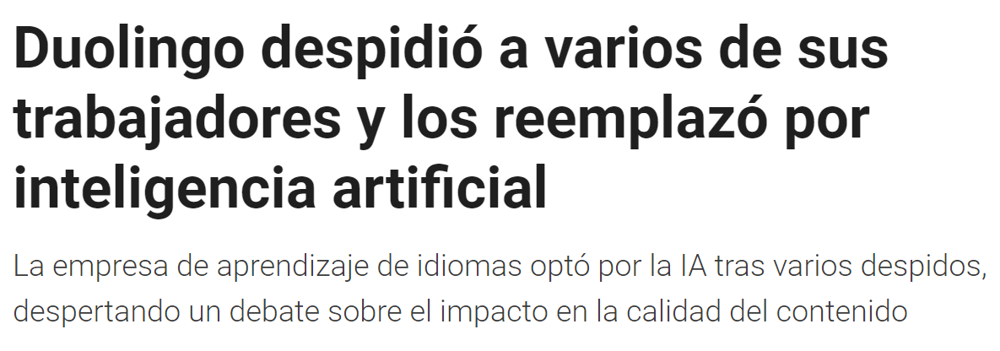 Duolingo despidió a varios de sus
trabajadores y los reemplazó por
inteligencia artificial
La empresa de aprendizaje de idiomas optó por la IA tras varios despidos,
despertando un debate sobre el impacto en la calidad del contenido